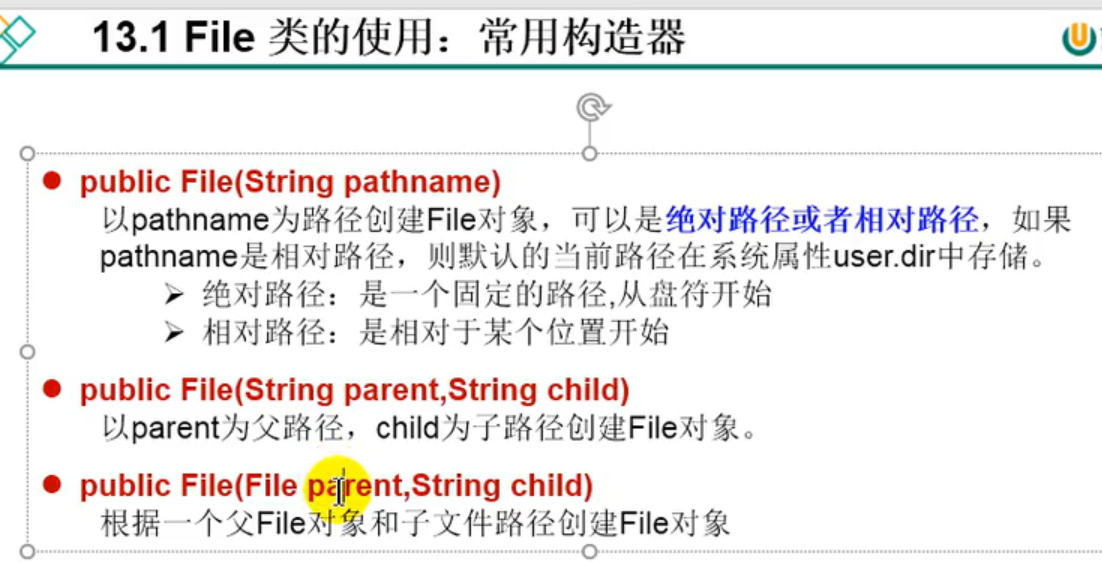 13.1 File 类的使用：常用构造器
public File(String pathname)
以pathname为路径创建File对象，可以是绝对路径或者相对路径，如果
pathname是相对路径，则默认的当前路径在系统属性user.dir中存储。
绝对路径：是一个固定的路径,从盘符开始
相对路径：是相对于某个位置开始
public File(String parent,String child)
以parent为父路径，child为子路径创建File对象。
public File(File parent,String child)
根据一个父File对象和子文件路径创建File对象